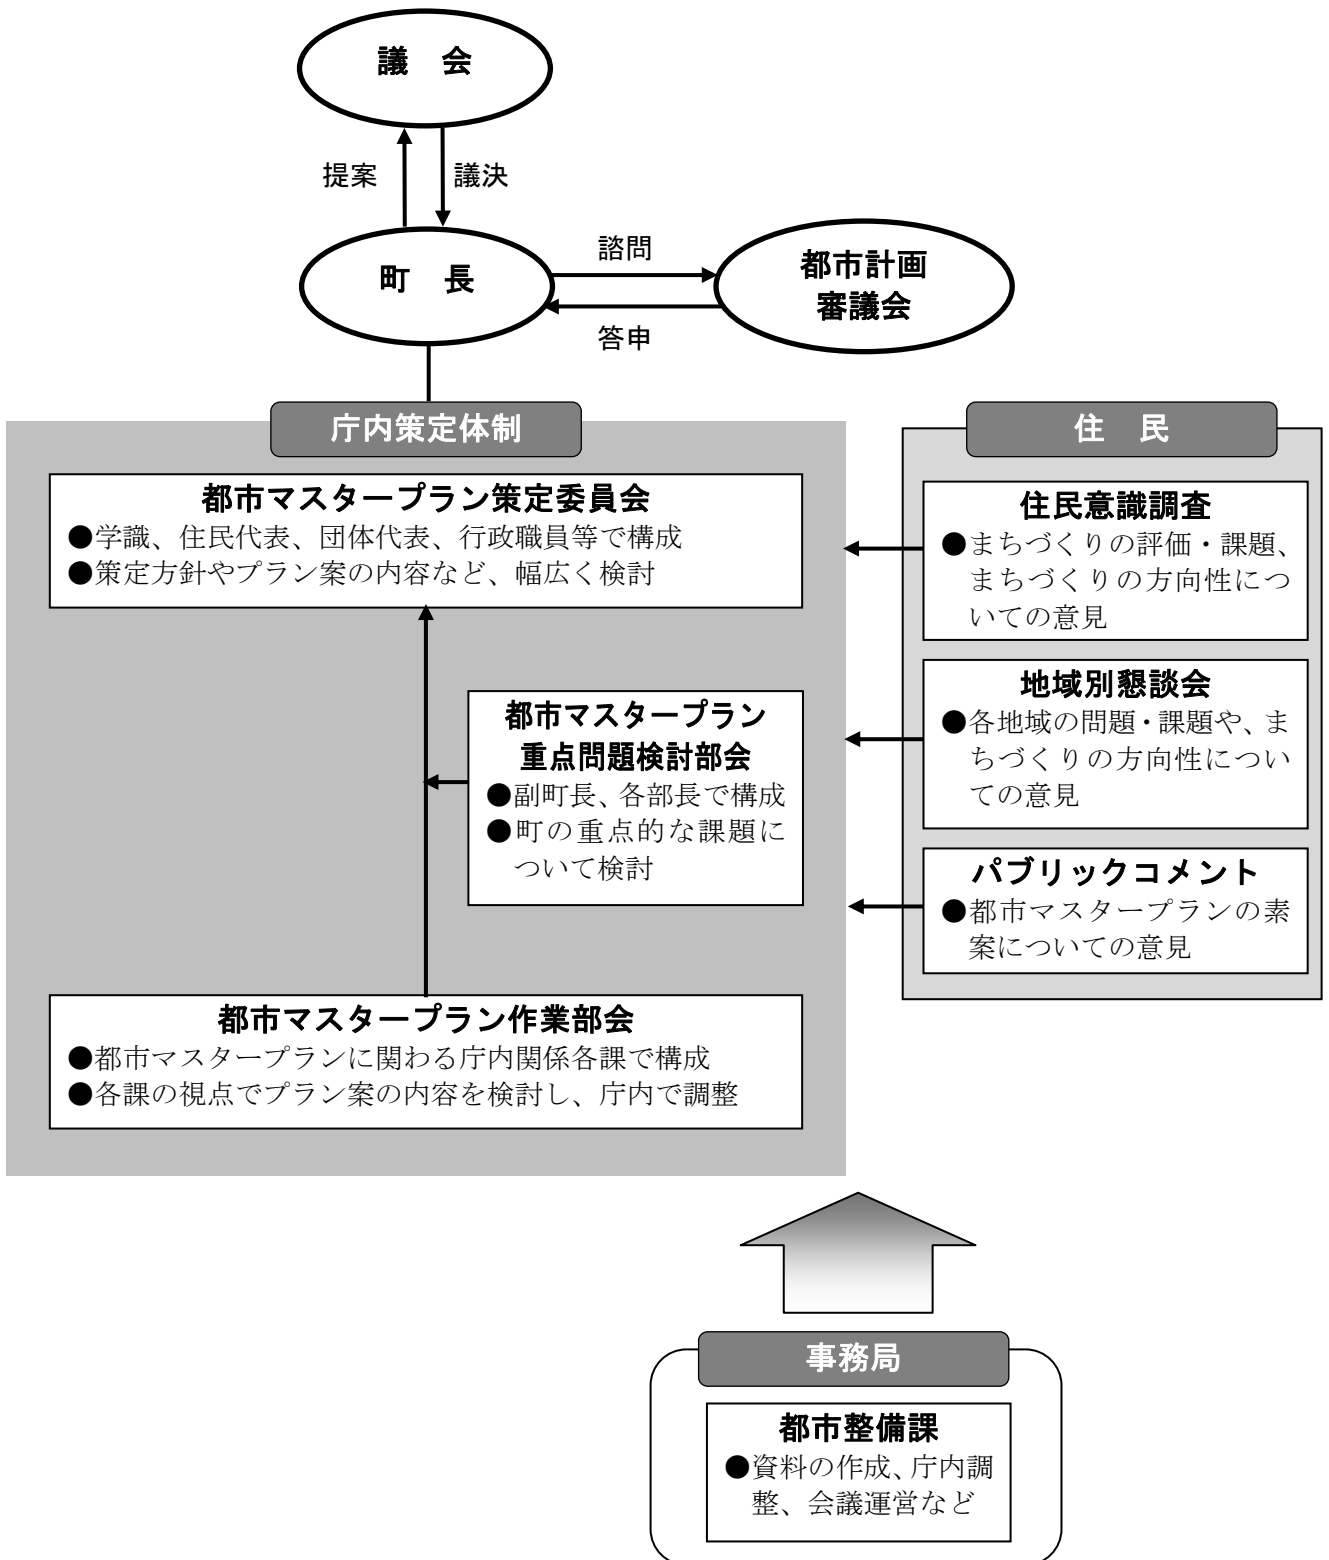 議　会
提案
議決
町　長
諮問
答申
都市計画
審議会
庁内策定体制
都市マスタープラン策定委員会
●学識、住民代表、団体代表、行政職員等で構成
●策定方針やプラン案の内容など、幅広く検討
都市マスタープラン
重点問題検討部会
●副町長、各部長で構成
●町の重点的な課題に
ついて検討
都市マスタープラン作業部会
●都市マスタープランに関わる庁内関係各課で構成
●各課の視点でプラン案の内容を検討し、庁内で調整
住　民
住民意識調査
●まちづくりの評価・課題、
まちづくりの方向性につ
いての意見
地域別懇談会
●各地域の問題・課題や、ま
ちづくりの方向性につい
ての意見
パブリックコメント
●都市マスタープランの素
案についての意見
事務局
都市整備課
●資料の作成、庁内調
整、会議運営など